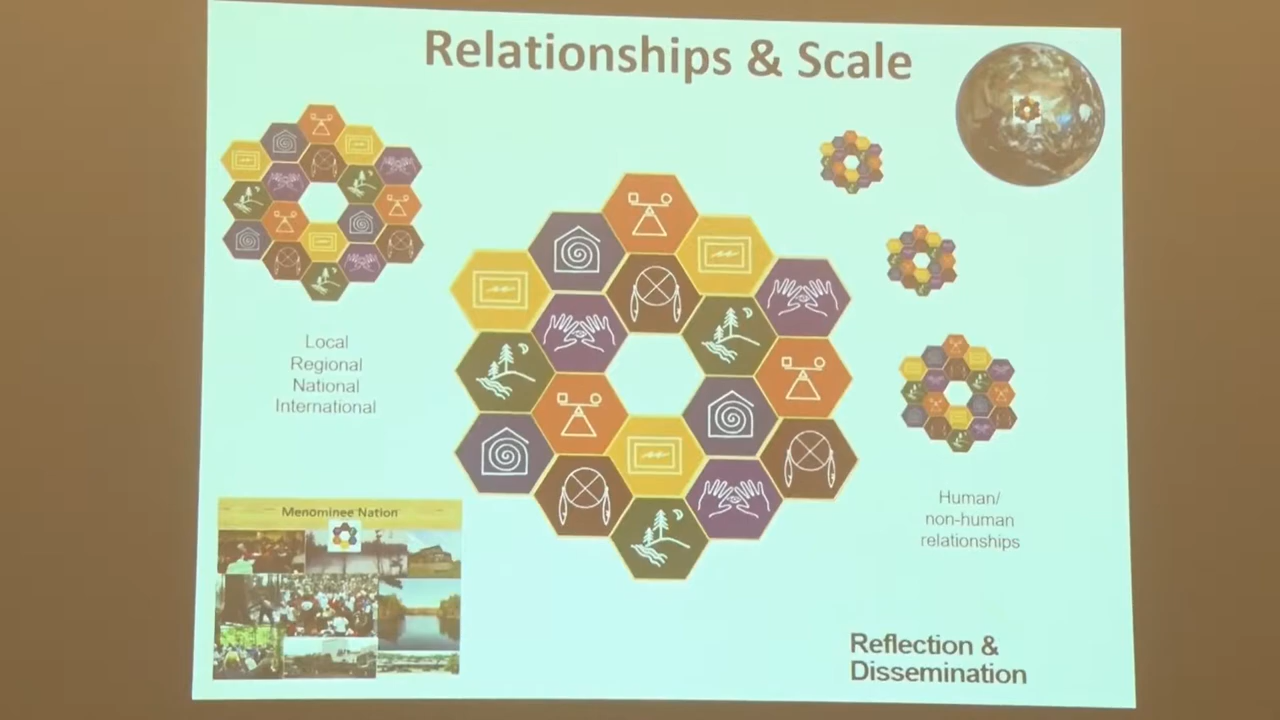 Relationships & Scale
Local
Regional
National
International
Menominee Nation
Human/
non-human
relationships
Reflection &
Dissemination